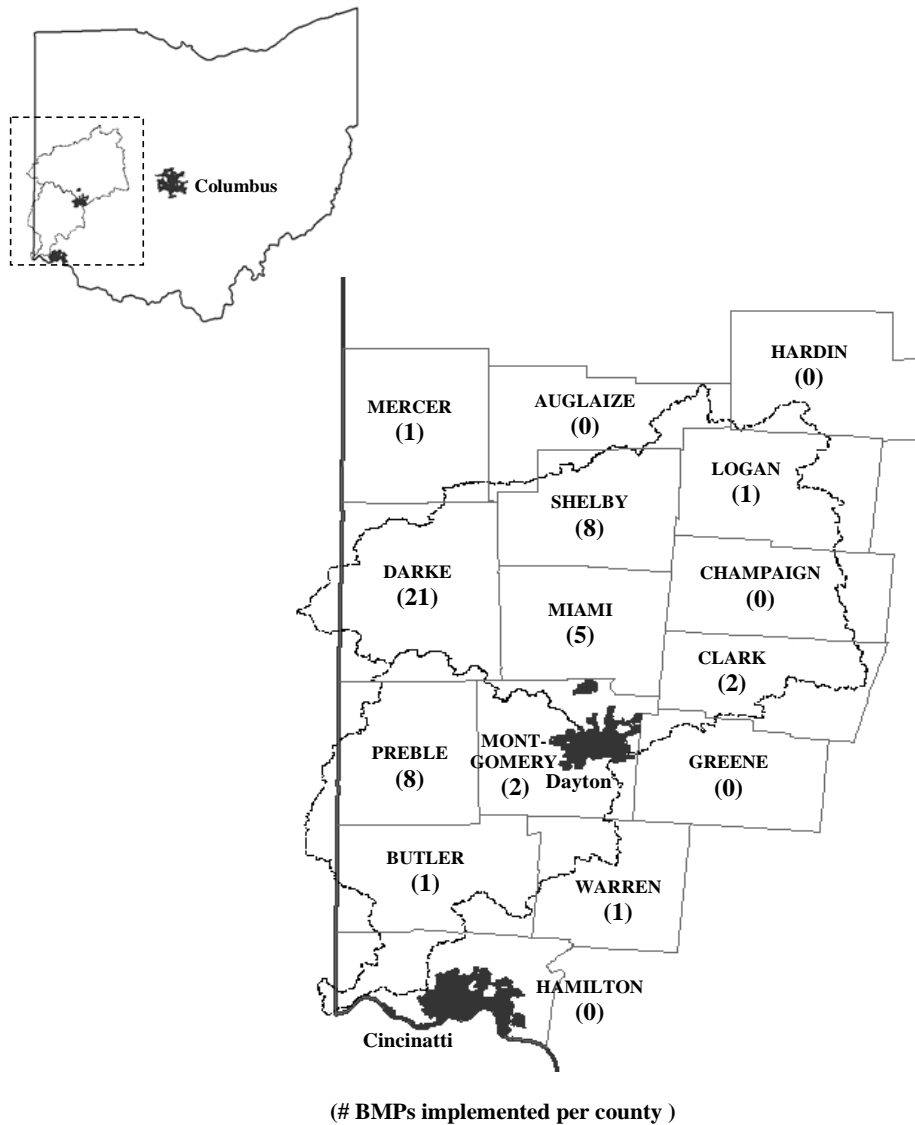 Columbus
HARDIN
(0)
MERCER
(1)
AUGLAIZE
(0)
LOGAN
(1)
SHELBY
(8)
DARKE
(21)
CHAMPAIGN
(0)
MIAMI
(5)
CLARK
(2)
PREBLE
(8)
MONT-
GOMERY
(2)
Dayton
GREENE
(0)
BUTLER
(1)
WARREN
(1)
HAMILTON
(0)
Cincinatti
(# BMPs implemented per county )